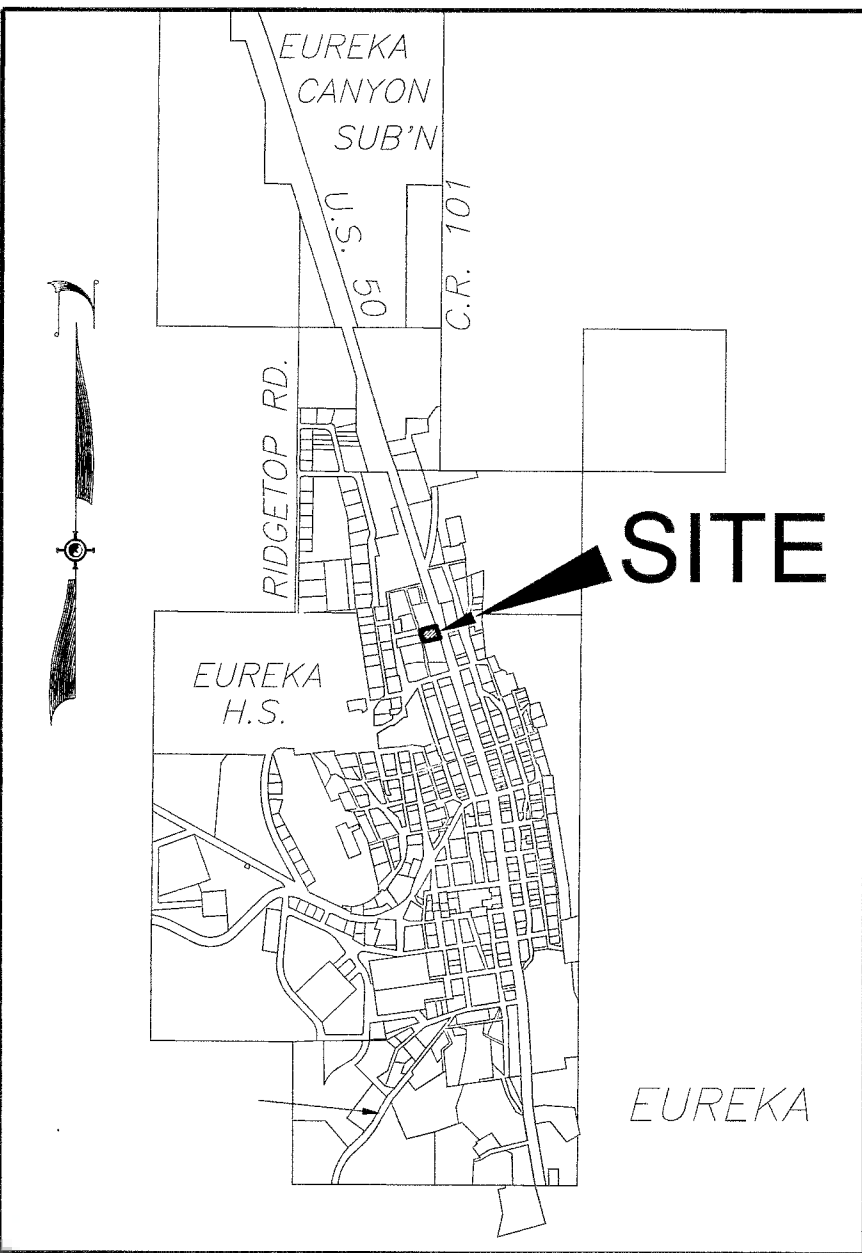 EUREKA
CANYON
SUB'N
U.S. 50
C.R. 101
RIDGETOP RD.
SITE
EUREKA
H.S.
EUREKA